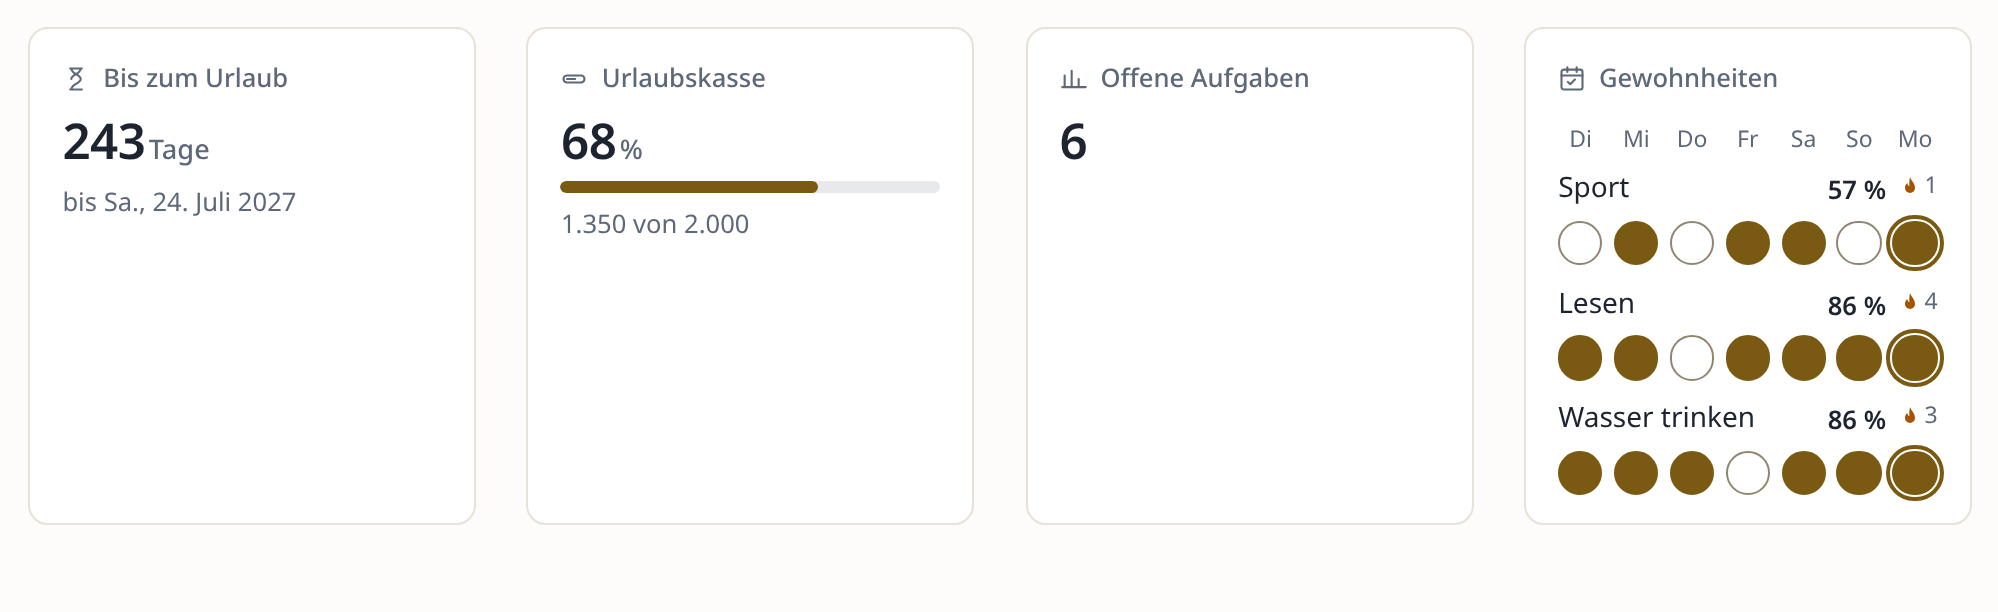 Bis zum Urlaub
243 Tage
bis Sa., 24. Juli 2027
Urlaubskasse
68 %
1.350 von 2.000
Offene Aufgaben
6
Gewohnheiten
Di Mi Do Fr Sa So Mo
Sport 57 % 1
Lesen 86 % 4
Wasser trinken 86 % 3